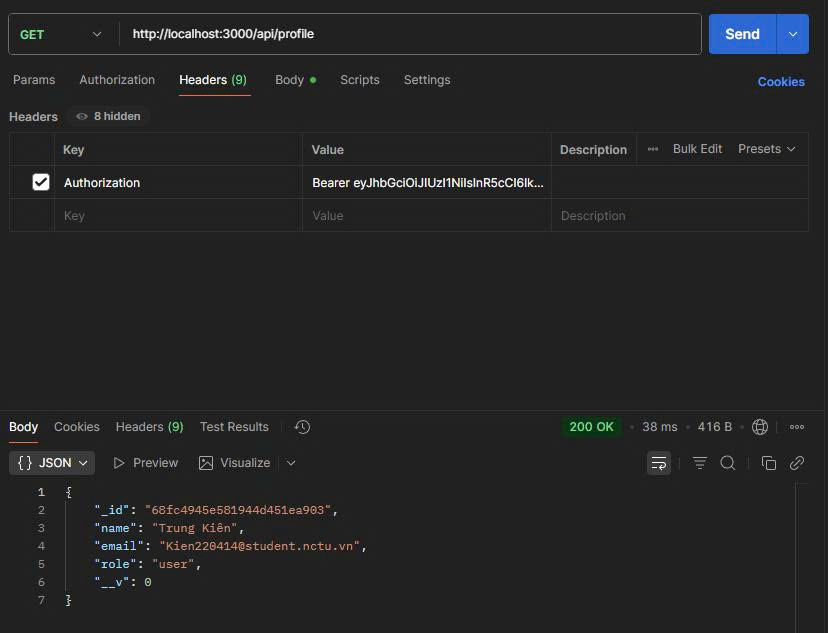 GET http://localhost:3000/api/profile Send
Params Authorization Headers (9) Body Scripts Settings Cookies
Headers 8 hidden
Key Value Description Bulk Edit Presets
Authorization Bearer eyJhbGciOiJIUzI1NiIsInR5cCI6Ik...
Key Value Description
Body Cookies Headers (9) Test Results 200 OK 38 ms 416 B
{} JSON Preview Visualize
1 {
2 "_id": "68fc4945e581944d451ea903",
3 "name": "Trung Kiên",
4 "email": "Kien220414@student.nctu.vn",
5 "role": "user",
6 "__v": 0
7 }